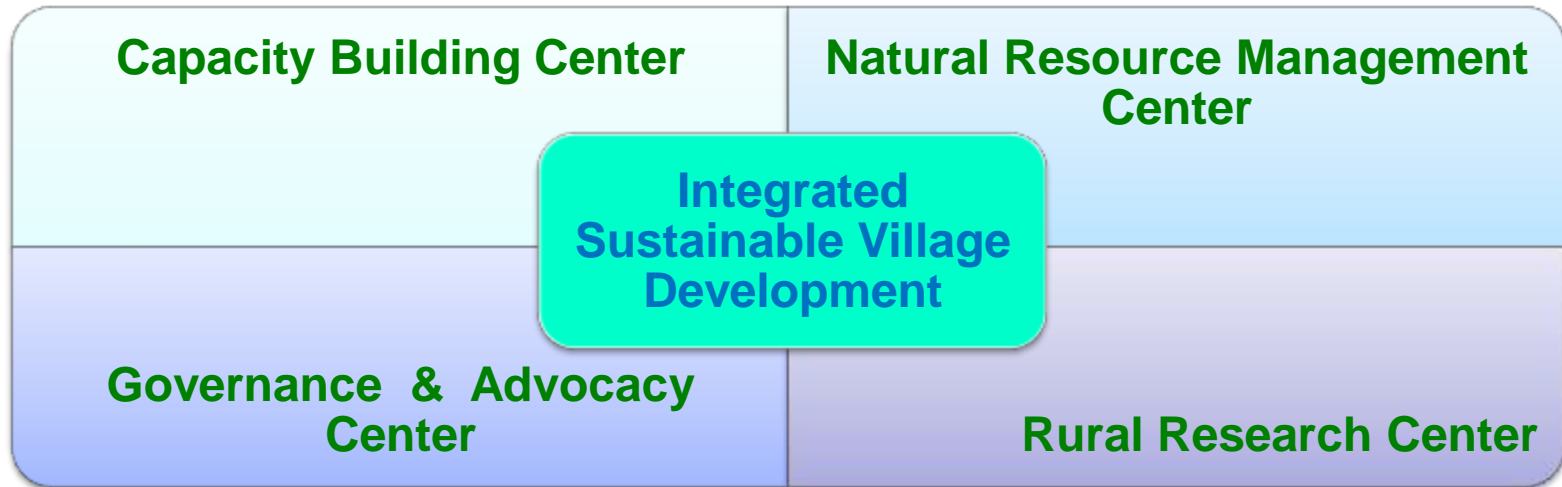 Capacity Building Center
Natural Resource Management
Center
Integrated
Sustainable Village
Development
Governance & Advocacy
Center
Rural Research Center